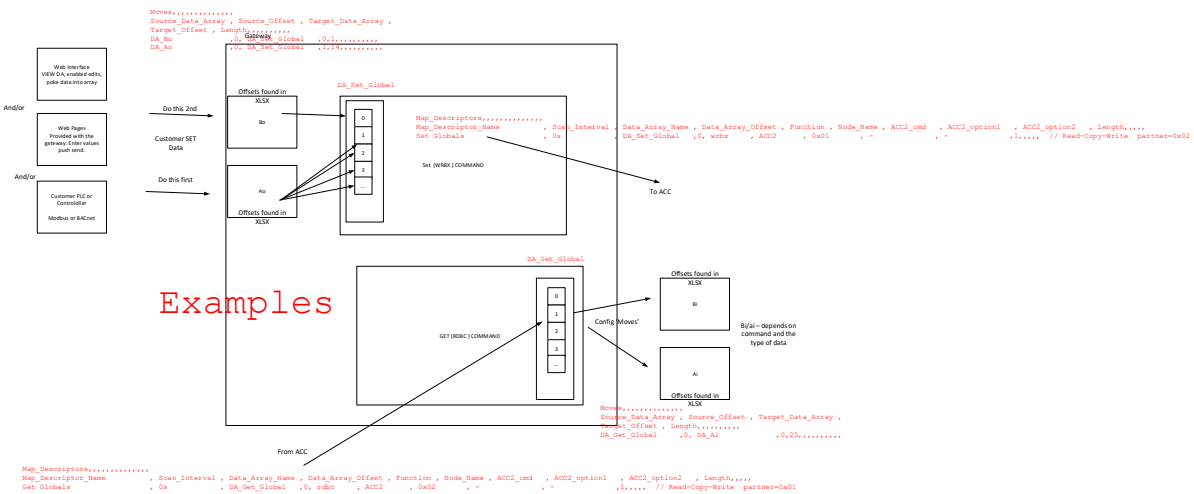 Moves,,,,,,,,,,,,,,
Source_Data_Array , Source_Offset , Target_Data_Array ,
Target_Offset , Length,,,,,,,,,,
DA_Bo ,0, DA_Set_Global ,0,1,,,,,,,,,,
DA_Ao ,0, DA_Set_Global ,1,14,,,,,,,,,,
Gateway
Web Interface
VIEW DA, enabled edits,
poke data into array
And/or
Web Pages
Provided with the
gateway. Enter values
push send.
And/or
Customer PLC or
Controloller
Modbus or BACnet
Do this 2nd
Customer SET
Data
Do this first
Offsets found in
XLSX
Bo
Ao
Offsets found in
XLSX
DA_Set_Global
0
1
2
3
...
Set (WRBX ) COMMAND
Map_Descriptors,,,,,,,,,,,,,
Map_Descriptor_Name , Scan_Interval , Data_Array_Name , Data_Array_Offset , Function , Node_Name , ACC2_cmd , ACC2_option1 , ACC2_option2 , Length,,,,,
Set Globals , 0s , DA_Set_Global ,0, wrbx , ACC2 , 0x01 , - , - ,1,,,,, // Read-Copy-Write partner=0x02
To ACC
DA_Get_Global
0
1
2
3
...
GET (RDBC ) COMMAND
Examples
Config 'Moves'
Offsets found in
XLSX
Bi
Ai
Offsets found in
XLSX
Bi/ai – depends on
command and the
type of data
Moves,,,,,,,,,,,,,,
Source_Data_Array , Source_Offset , Target_Data_Array ,
Target_Offset , Length,,,,,,,,,,
DA_Get_Global ,0, DA_Ai ,0,20,,,,,,,,,,
From ACC
Map_Descriptors,,,,,,,,,,,,,
Map_Descriptor_Name , Scan_Interval , Data_Array_Name , Data_Array_Offset , Function , Node_Name , ACC2_cmd , ACC2_option1 , ACC2_option2 , Length,,,,,
Get Globals , 0s , DA_Get_Global ,0, rdbc , ACC2 , 0x02 , - , - ,1,,,,, // Read-Copy-Write partner=0x01